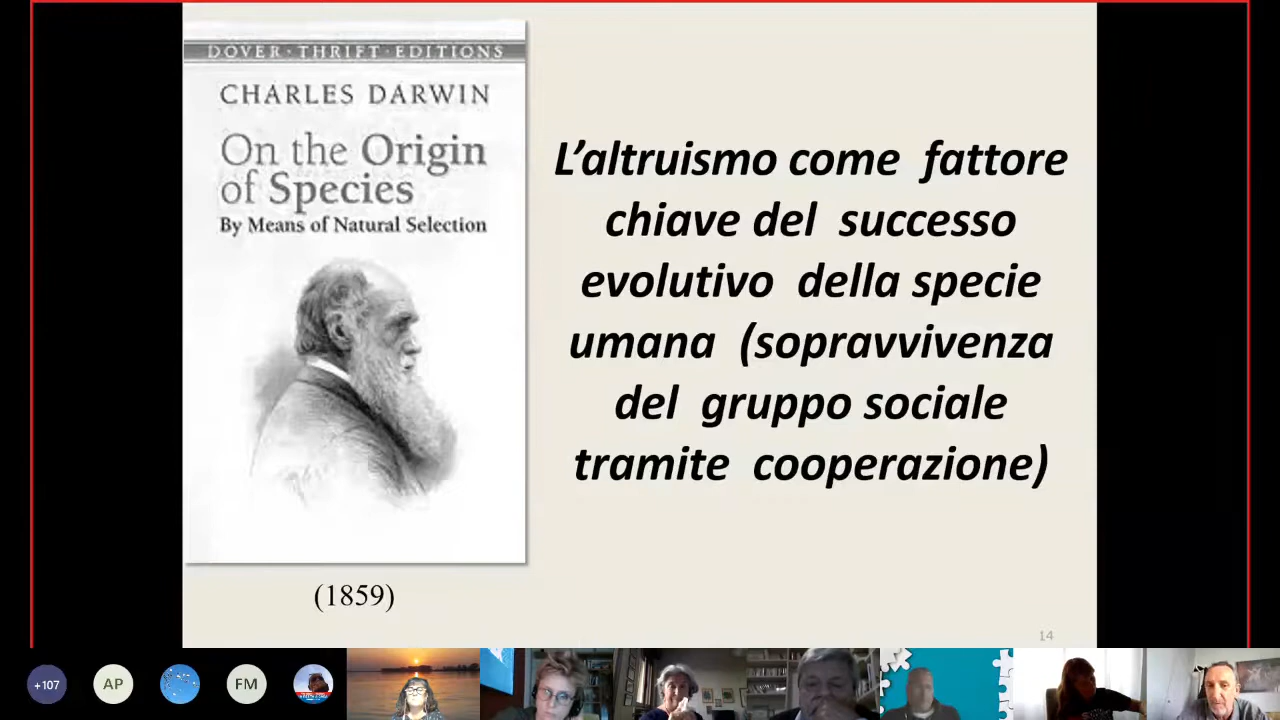 DOVER · THRIFT · EDITIONS
CHARLES DARWIN
On the Origin
of Species
By Means of Natural Selection
(1859)
L’altruismo come fattore
chiave del successo
evolutivo della specie
umana (sopravvivenza
del gruppo sociale
tramite cooperazione)
14
+107
AP
FM